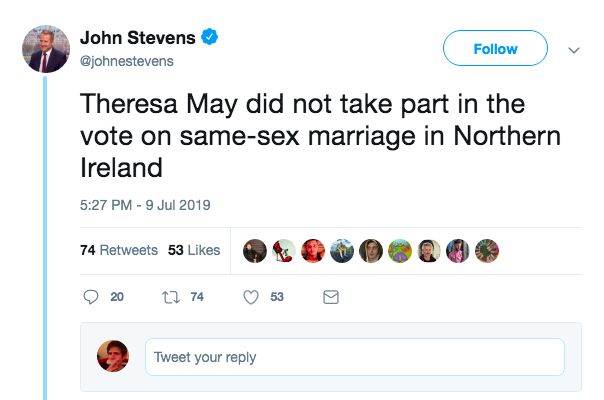 John Stevens
@johnestevens
Follow
Theresa May did not take part in the
vote on same-sex marriage in Northern
Ireland
5:27 PM - 9 Jul 2019
74 Retweets 53 Likes
20 74 53
Tweet your reply